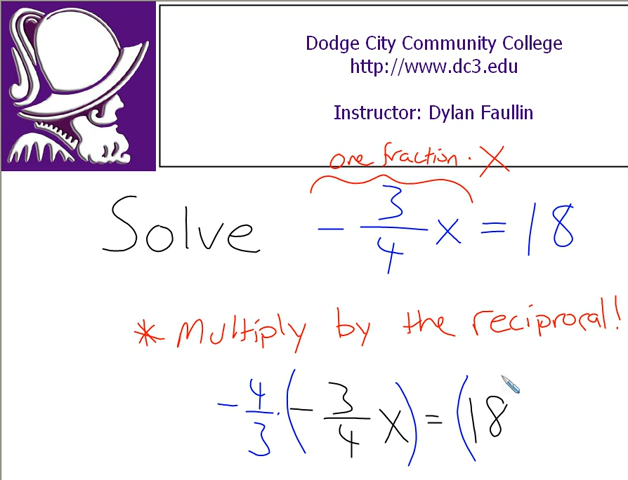 Dodge City Community College
http://www.dc3.edu
Instructor: Dylan Faullin
one fraction · X
Solve - 3/4 x = 18
* Multiply by the reciprocal!
- 4/3 · (- 3/4 x) = (18